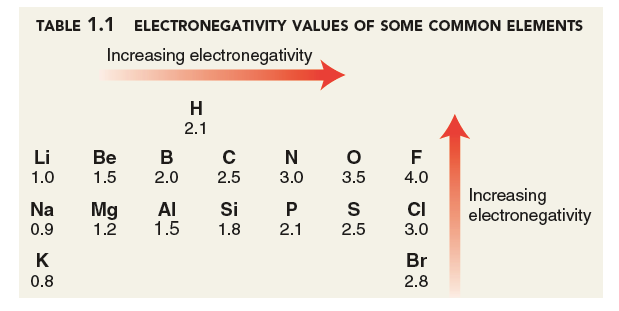 TABLE 1.1 ELECTRONEGATIVITY VALUES OF SOME COMMON ELEMENTS
Increasing electronegativity
H
2.1
Li Be B C N O F
1.0 1.5 2.0 2.5 3.0 3.5 4.0
Increasing
electronegativity
Na Mg Al Si P S Cl
0.9 1.2 1.5 1.8 2.1 2.5 3.0
K Br
0.8 2.8